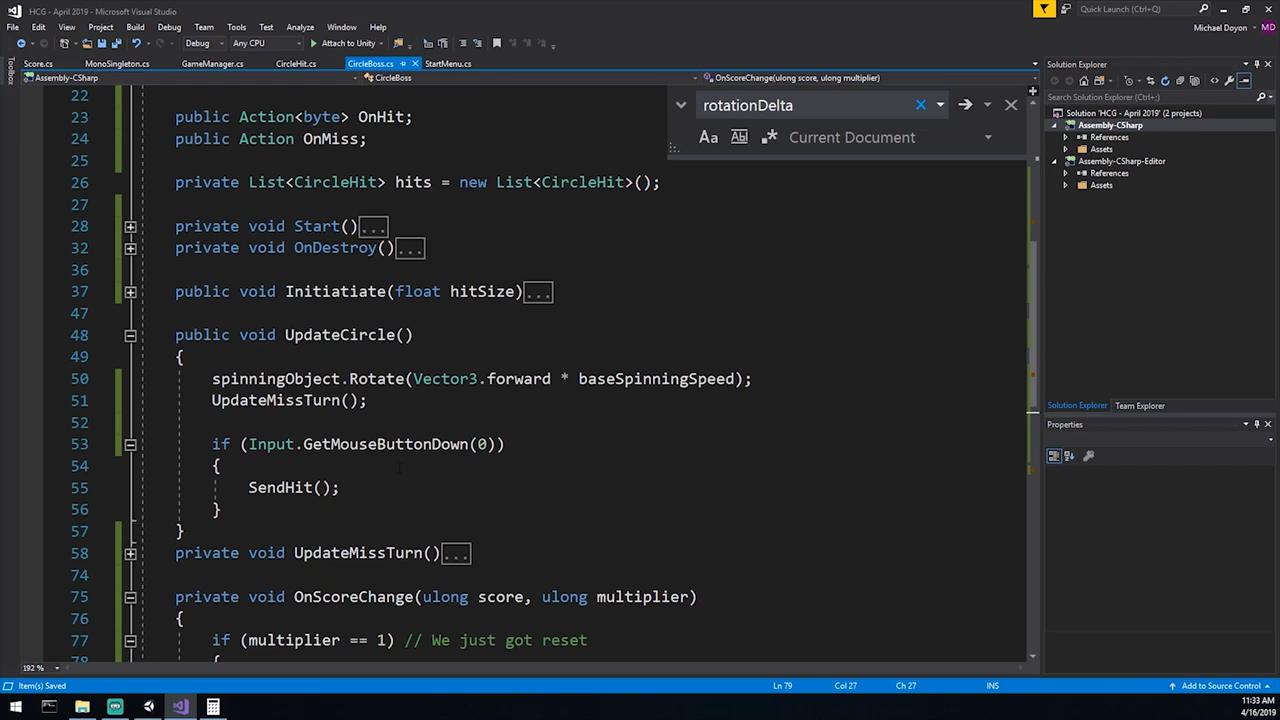 HCG - April 2019 - Microsoft Visual Studio
Quick Launch (Ctrl+Q)
File Edit View Project Build Debug Team Tools Test Analyze Window Help
Michael Doyon MD
Debug Any CPU Attach to Unity
Toolbox
Score.cs MonoSingleton.cs GameManager.cs CircleHit.cs CircleBoss.cs StartMenu.cs
Assembly-CSharp CircleBoss OnScoreChange(ulong score, ulong multiplier)
rotationDelta
Aa Abl Current Document
22
23 public Action<byte> OnHit;
24 public Action OnMiss;
25
26 private List<CircleHit> hits = new List<CircleHit>();
27
28 private void Start()...
32 private void OnDestroy()...
36
37 public void Initiatiate(float hitSize)...
47
48 public void UpdateCircle()
49 {
50 spinningObject.Rotate(Vector3.forward * baseSpinningSpeed);
51 UpdateMissTurn();
52
53 if (Input.GetMouseButtonDown(0))
54 {
55 SendHit();
56 }
57 }
58 private void UpdateMissTurn()...
74
75 private void OnScoreChange(ulong score, ulong multiplier)
76 {
77 if (multiplier == 1) // We just got reset
78 {
192 %
Solution Explorer
Search Solution Explorer (Ctrl+;)
Solution 'HCG - April 2019' (2 projects)
Assembly-CSharp
References
Assets
Assembly-CSharp-Editor
References
Assets
Solution Explorer Team Explorer
Properties
Item(s) Saved Ln 79 Col 27 Ch 27 INS Add to Source Control
11:33 AM
4/16/2019